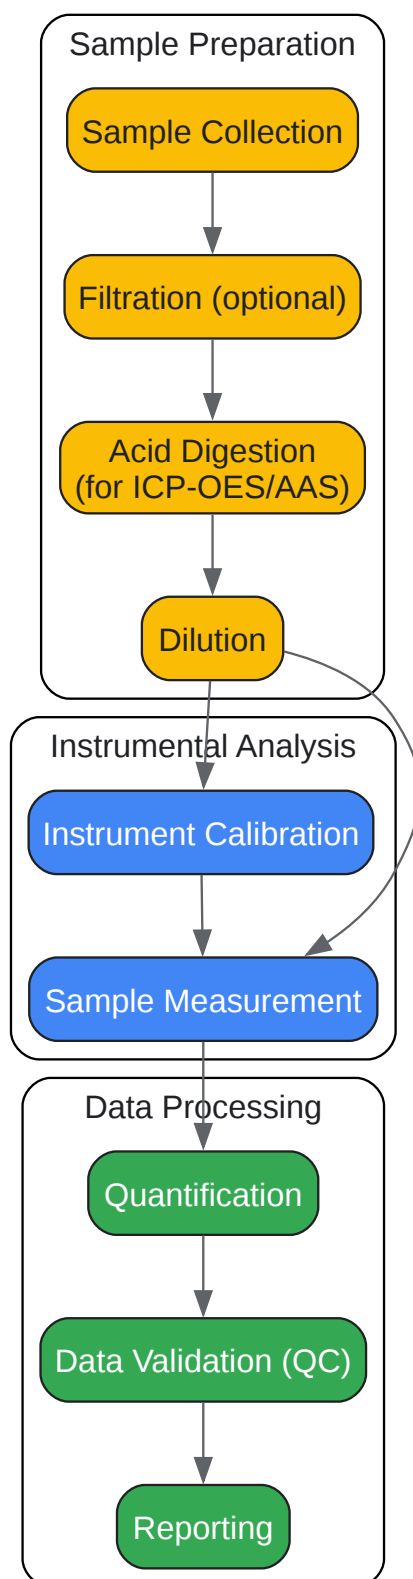 Sample Preparation
Sample Collection
Filtration (optional)
Acid Digestion
(for ICP-OES/AAS)
Dilution
Instrumental Analysis
Instrument Calibration
Sample Measurement
Data Processing
Quantification
Data Validation (QC)
Reporting